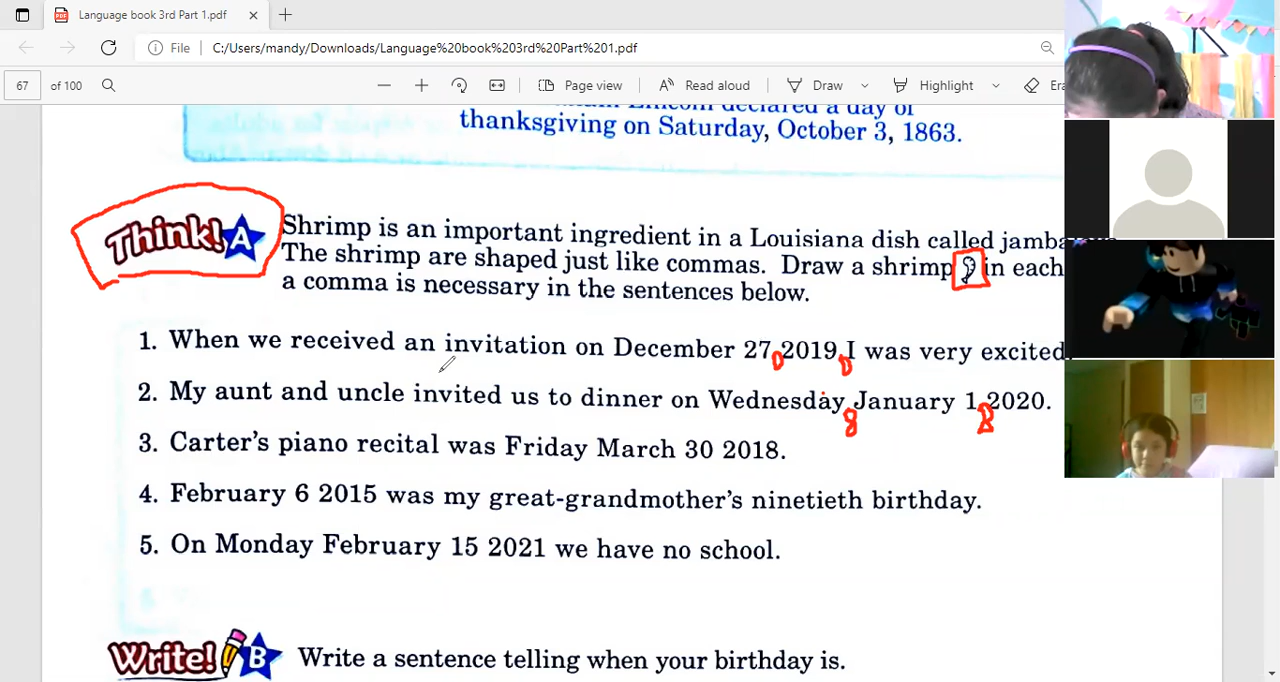 Language book 3rd Part 1.pdf
File C:/Users/mandy/Downloads/Language%20book%203rd%20Part%201.pdf
67 of 100 Page view Read aloud Draw Highlight
declared a day of
thanksgiving on Saturday, October 3, 1863.
Think! A Shrimp is an important ingredient in a Louisiana dish called
The shrimp are shaped just like commas. Draw a shrimp in each
a comma is necessary in the sentences below.
1. When we received an invitation on December 27 2019 I was very excited.
2. My aunt and uncle invited us to dinner on Wednesday January 1 2020.
3. Carter's piano recital was Friday March 30 2018.
4. February 6 2015 was my great-grandmother's ninetieth birthday.
5. On Monday February 15 2021 we have no school.
Write! B Write a sentence telling when your birthday is.